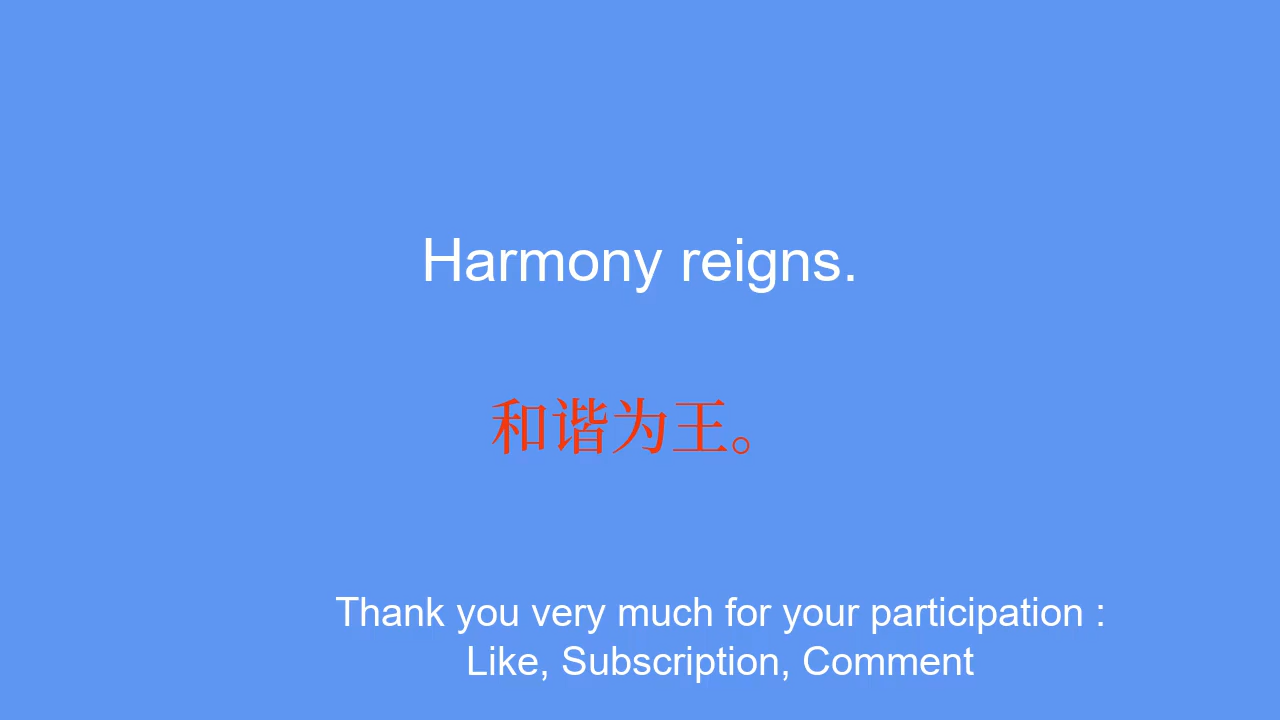 Harmony reigns.
和谐为王。
Thank you very much for your participation :
Like, Subscription, Comment